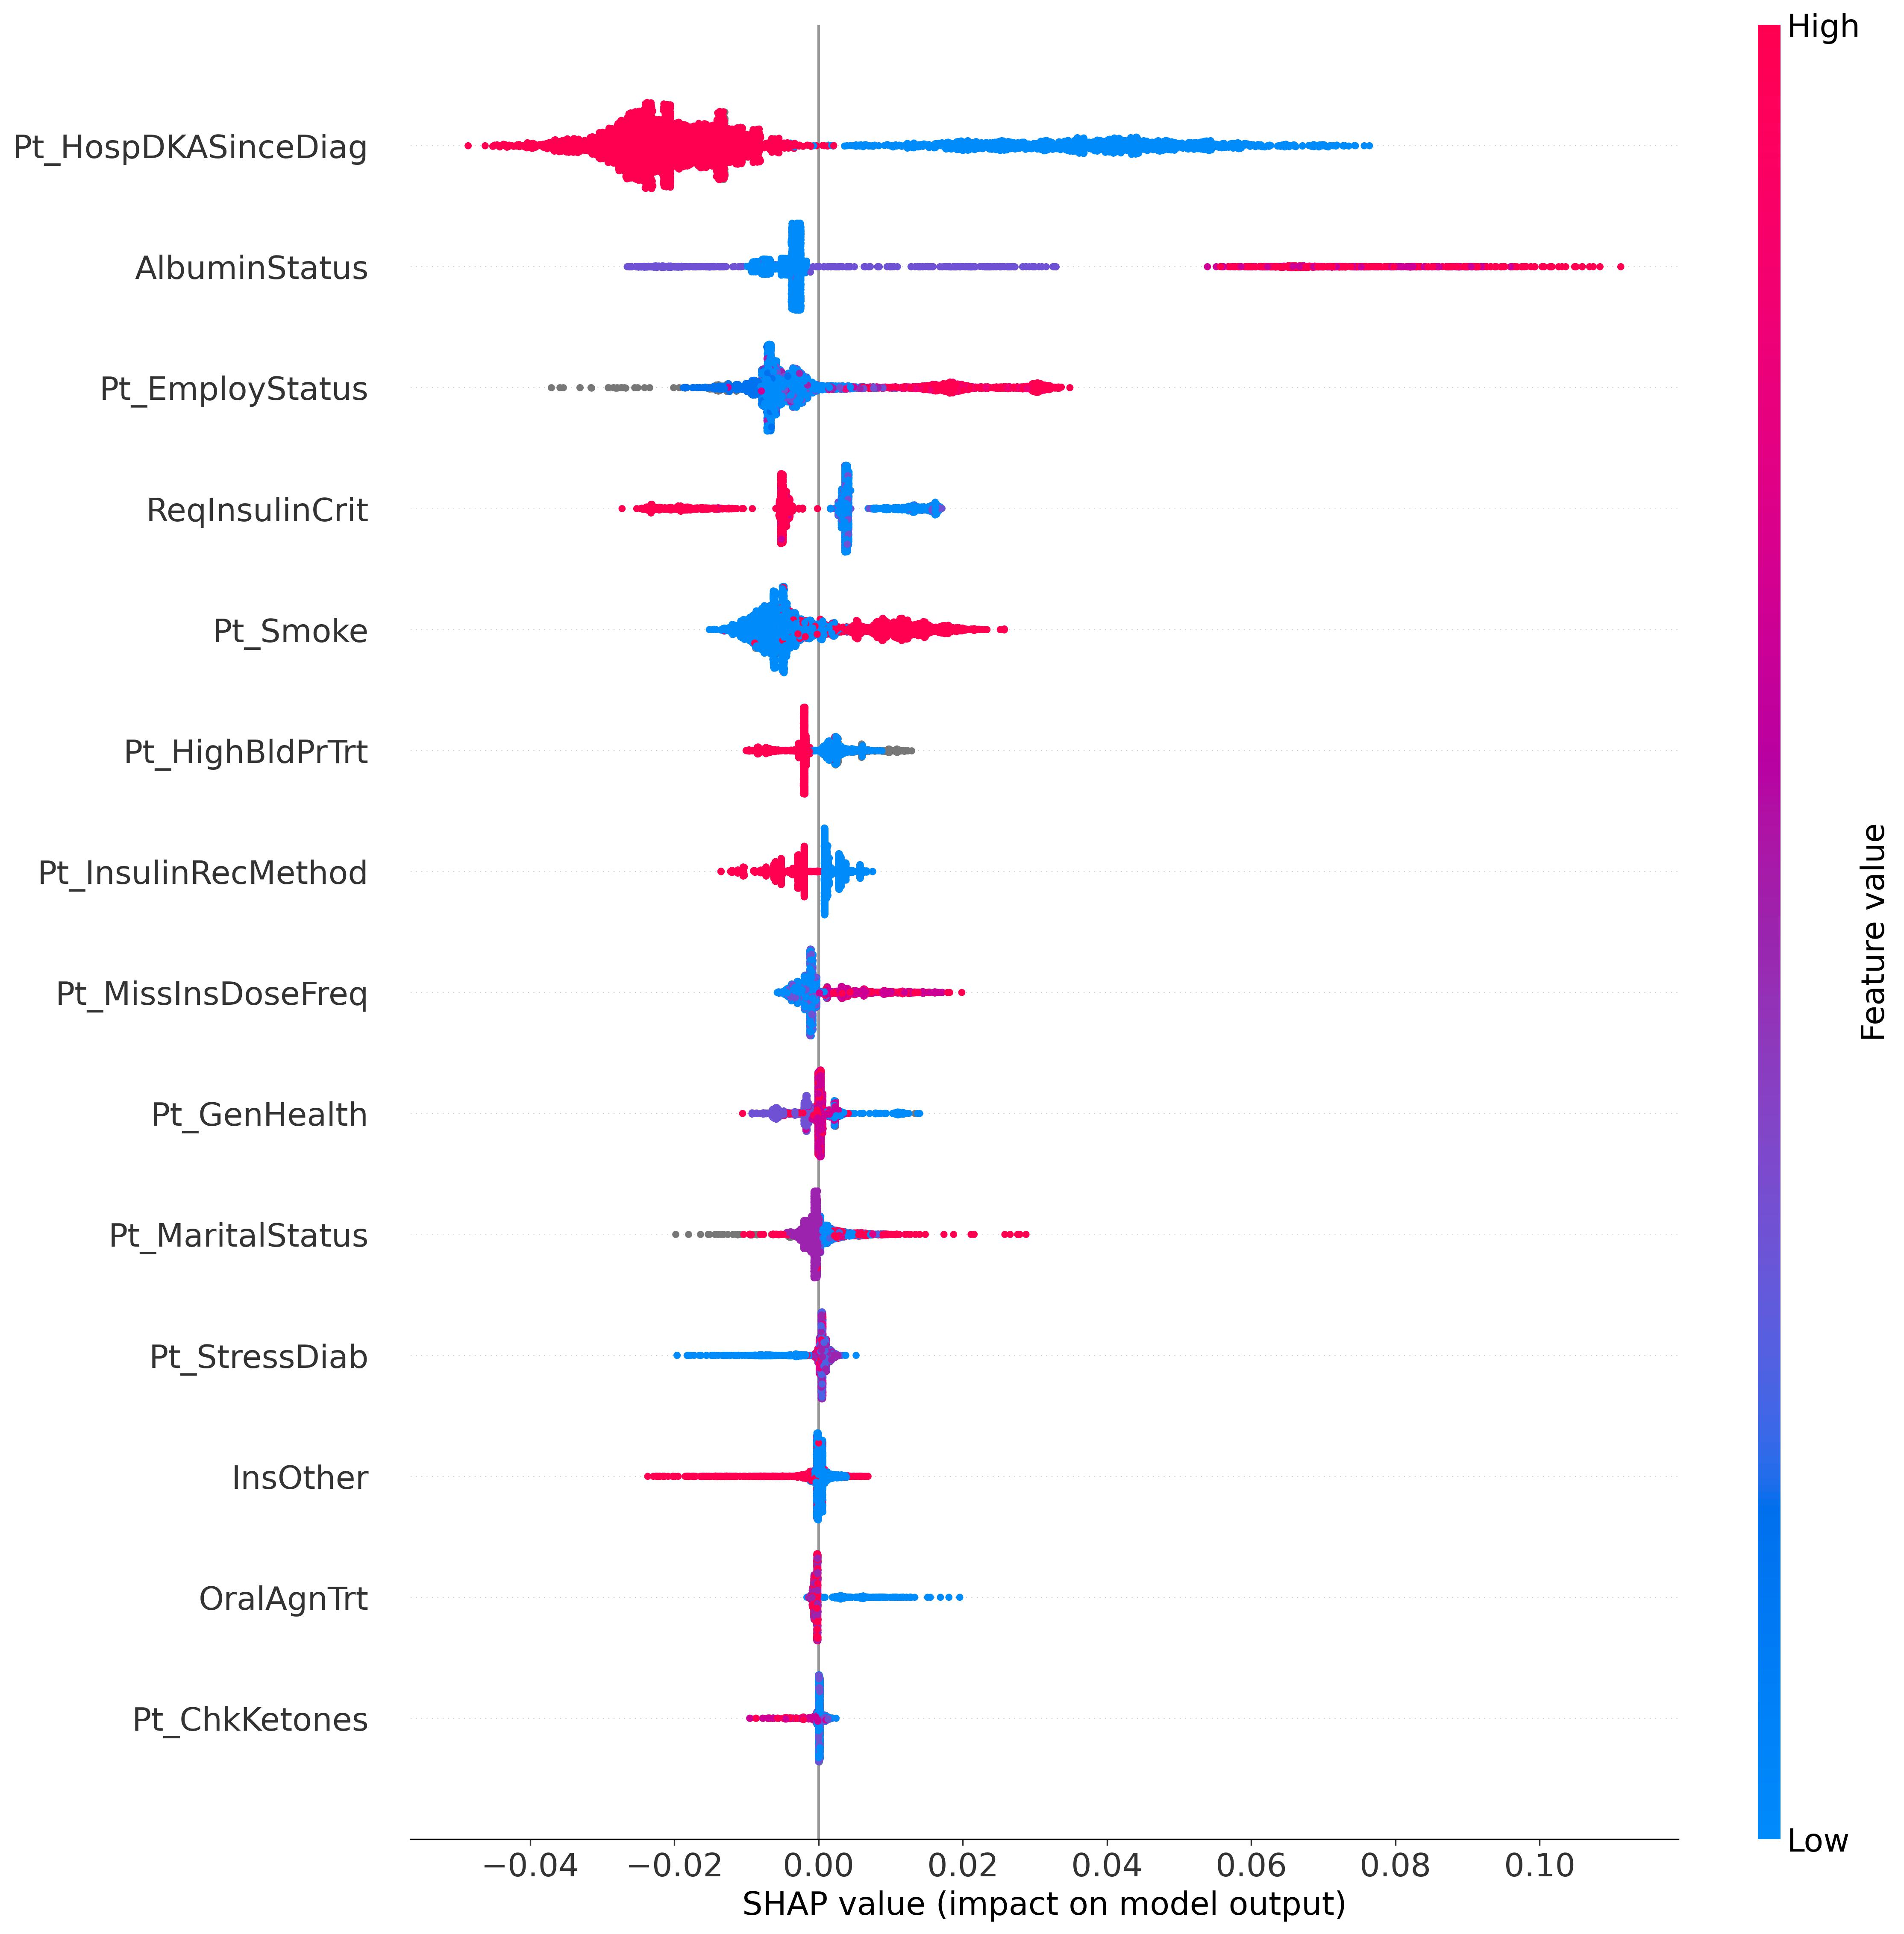 High
Pt_HospDKASinceDiag
AlbuminStatus
Pt_EmployStatus
ReqInsulinCrit
Pt_Smoke
Pt_HighBldPrTrt
Pt_InsulinRecMethod
Pt_MissInsDoseFreq
Pt_GenHealth
Pt_MaritalStatus
Pt_StressDiab
InsOther
OralAgnTrt
Pt_ChkKetones
Feature value
Low
−0.04 −0.02 0.00 0.02 0.04 0.06 0.08 0.10
SHAP value (impact on model output)